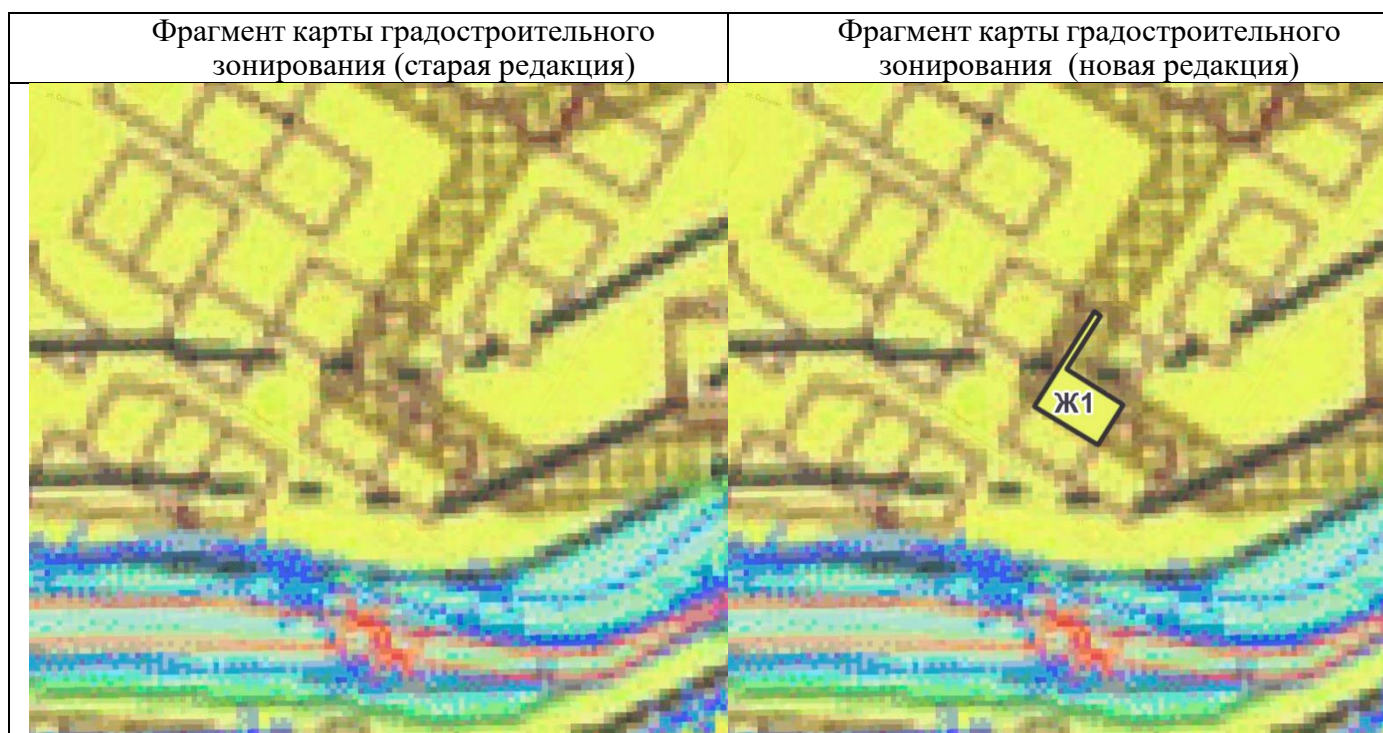 Фрагмент карты градостроительного
зонирования (старая редакция)
Фрагмент карты градостроительного
зонирования (новая редакция)
Ж1